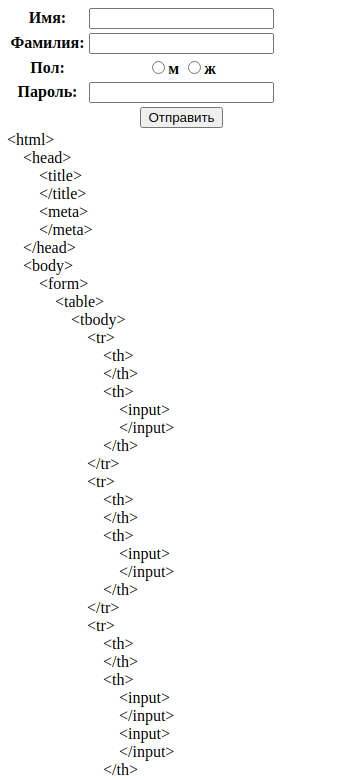 Имя:
Фамилия:
Пол: м ж
Пароль:
Отправить
<html>
<head>
<title>
</title>
<meta>
</meta>
</head>
<body>
<form>
<table>
<tbody>
<tr>
<th>
</th>
<th>
<input>
</input>
</th>
</tr>
<tr>
<th>
</th>
<th>
<input>
</input>
</th>
</tr>
<tr>
<th>
</th>
<th>
<input>
</input>
<input>
</input>
</th>